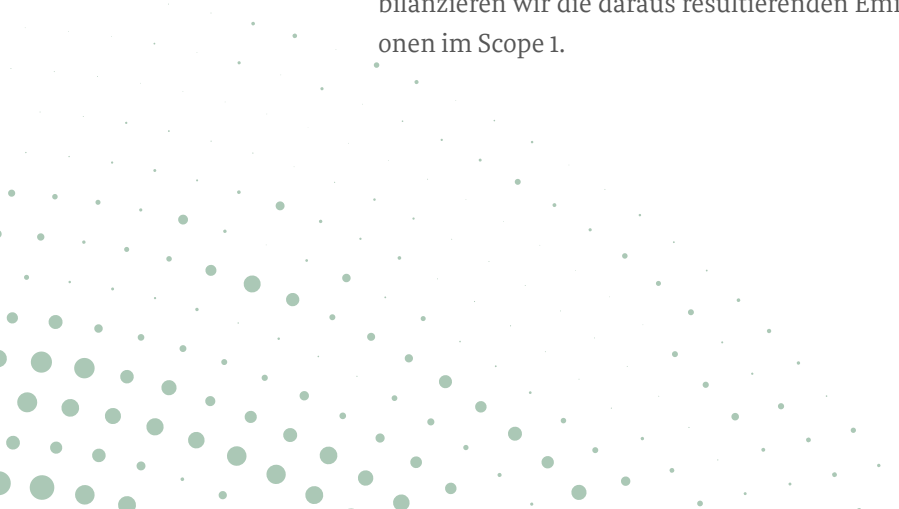 bilanzieren wir die daraus resultierenden Emi
onen im Scope 1.